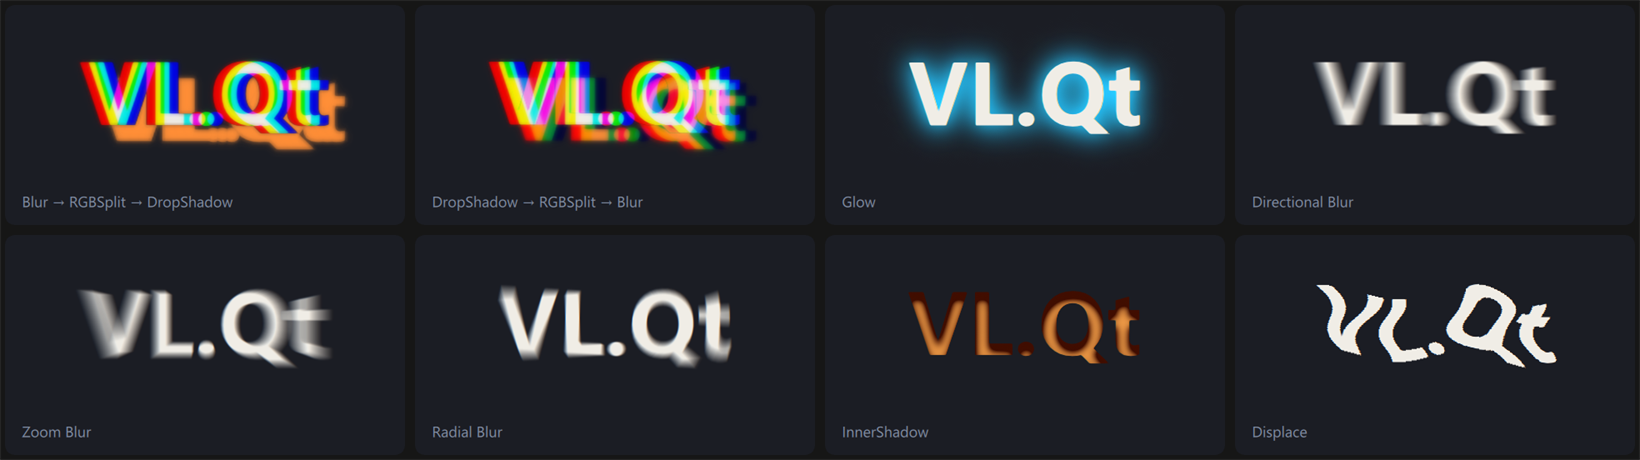 VL.Qt
Blur → RGBSplit → DropShadow
VL.Qt
DropShadow → RGBSplit → Blur
VL.Qt
Glow
VL.Qt
Directional Blur
VL.Qt
Zoom Blur
VL.Qt
Radial Blur
VL.Qt
InnerShadow
VL.Qt
Displace